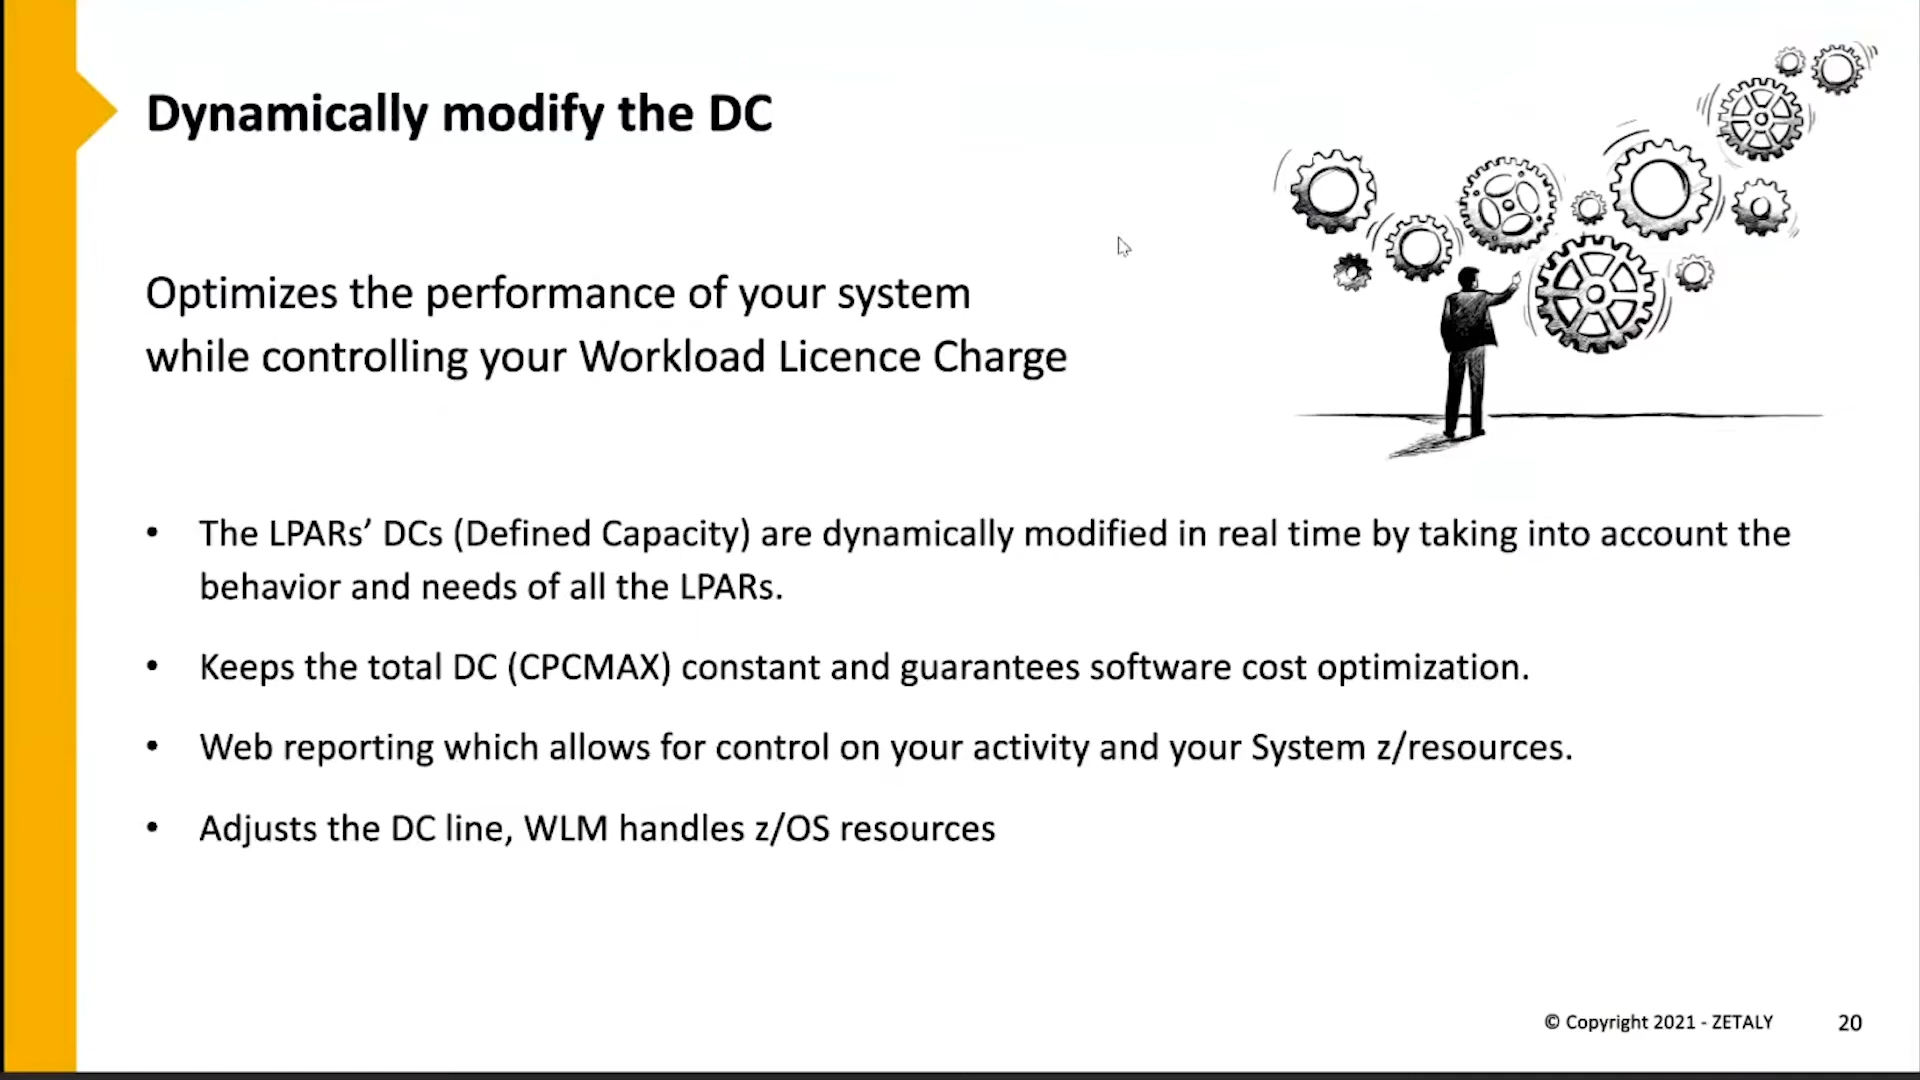 Dynamically modify the DC
Optimizes the performance of your system
while controlling your Workload Licence Charge
• The LPARs’ DCs (Defined Capacity) are dynamically modified in real time by taking into account the
behavior and needs of all the LPARs.
• Keeps the total DC (CPCMAX) constant and guarantees software cost optimization.
• Web reporting which allows for control on your activity and your System z/resources.
• Adjusts the DC line, WLM handles z/OS resources
© Copyright 2021 - ZETALY 20